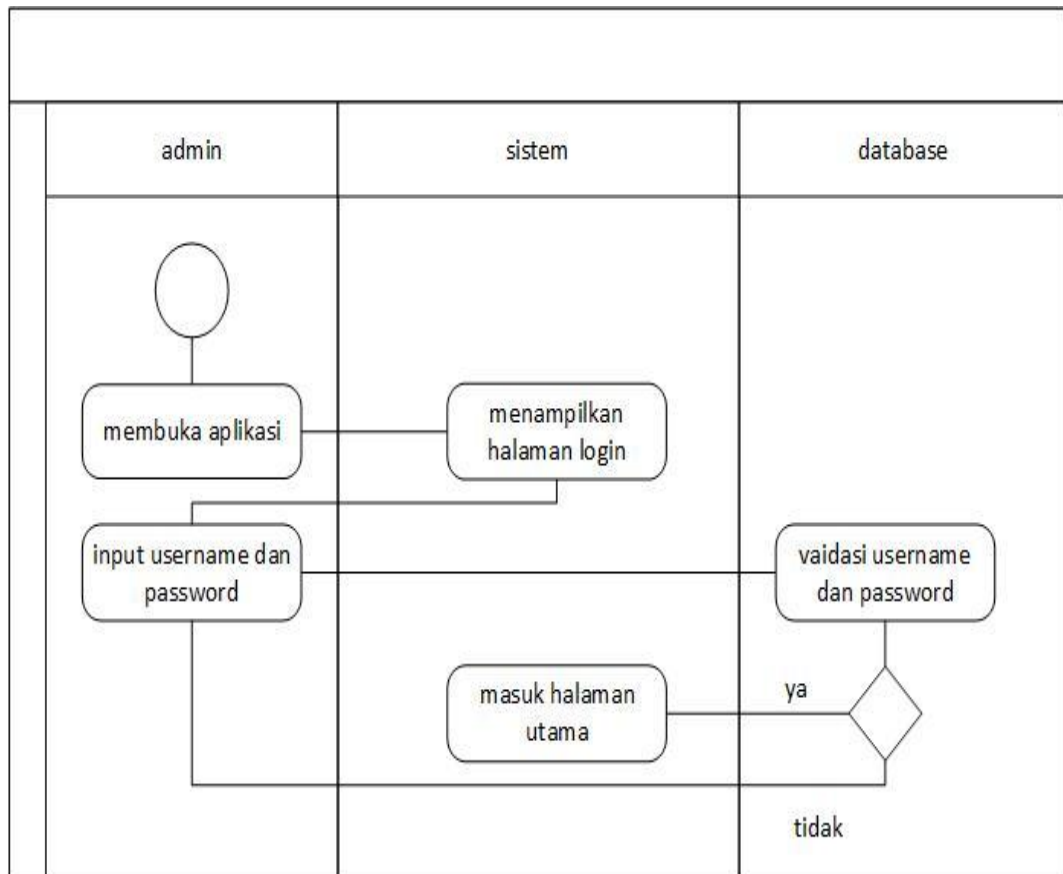 admin
sistem
database
membuka aplikasi
menampilkan
halaman login
input username dan
password
vaidasi username
dan password
masuk halaman
utama
ya
tidak